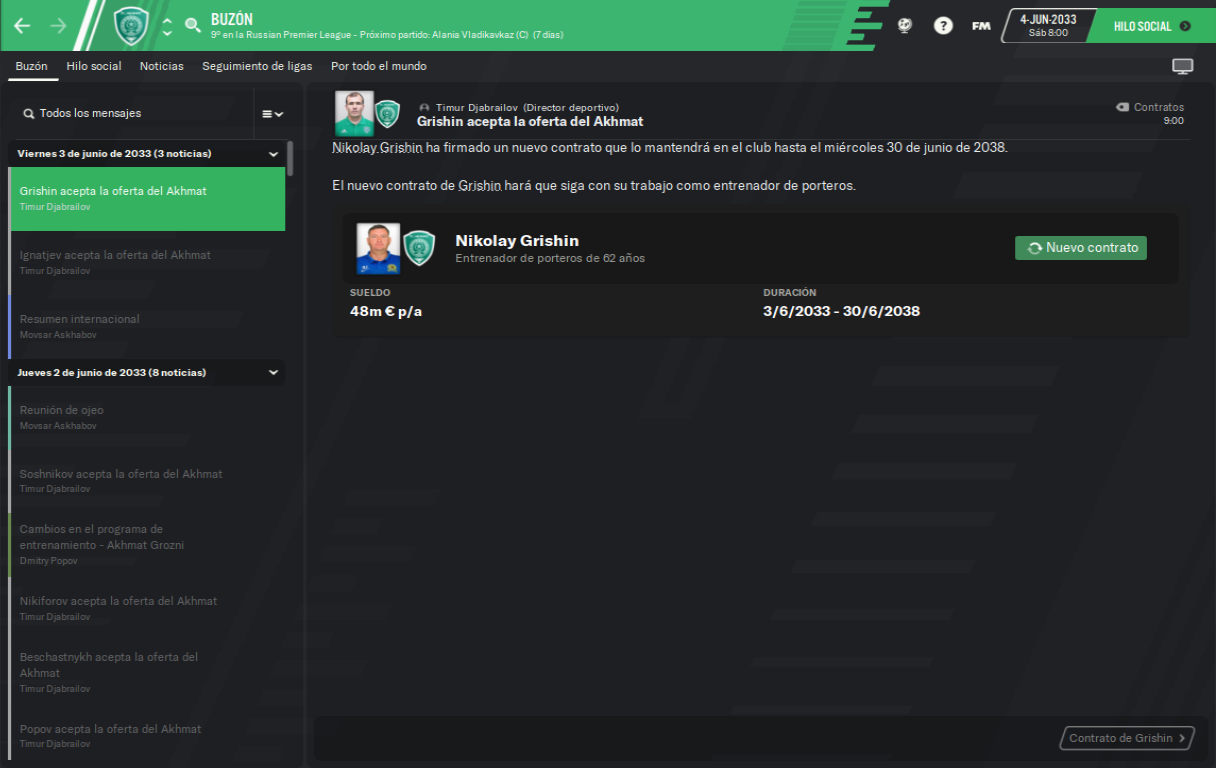 BUZÓN
9º en la Russian Premier League - Próximo partido: Alania Vladikavkaz (C) (7 días)
?
FM
4-JUN-2033
Sáb 8:00
HILO SOCIAL
Buzón
Hilo social
Noticias
Seguimiento de ligas
Por todo el mundo
Todos los mensajes
Viernes 3 de junio de 2033 (3 noticias)
Grishin acepta la oferta del Akhmat
Timur Djabrailov
Ignatjev acepta la oferta del Akhmat
Timur Djabrailov
Resumen internacional
Movsar Askhabov
Jueves 2 de junio de 2033 (8 noticias)
Reunión de ojeo
Movsar Askhabov
Soshnikov acepta la oferta del Akhmat
Timur Djabrailov
Cambios en el programa de
entrenamiento - Akhmat Grozni
Dmitry Popov
Nikiforov acepta la oferta del Akhmat
Timur Djabrailov
Beschastnykh acepta la oferta del
Akhmat
Timur Djabrailov
Popov acepta la oferta del Akhmat
Timur Djabrailov
Timur Djabrailov (Director deportivo)
Grishin acepta la oferta del Akhmat
Contratos
9:00
Nikolay Grishin ha firmado un nuevo contrato que lo mantendrá en el club hasta el miércoles 30 de junio de 2038.
El nuevo contrato de Grishin hará que siga con su trabajo como entrenador de porteros.
Nikolay Grishin
Entrenador de porteros de 62 años
Nuevo contrato
SUELDO
48m € p/a
DURACIÓN
3/6/2033 - 30/6/2038
Contrato de Grishin